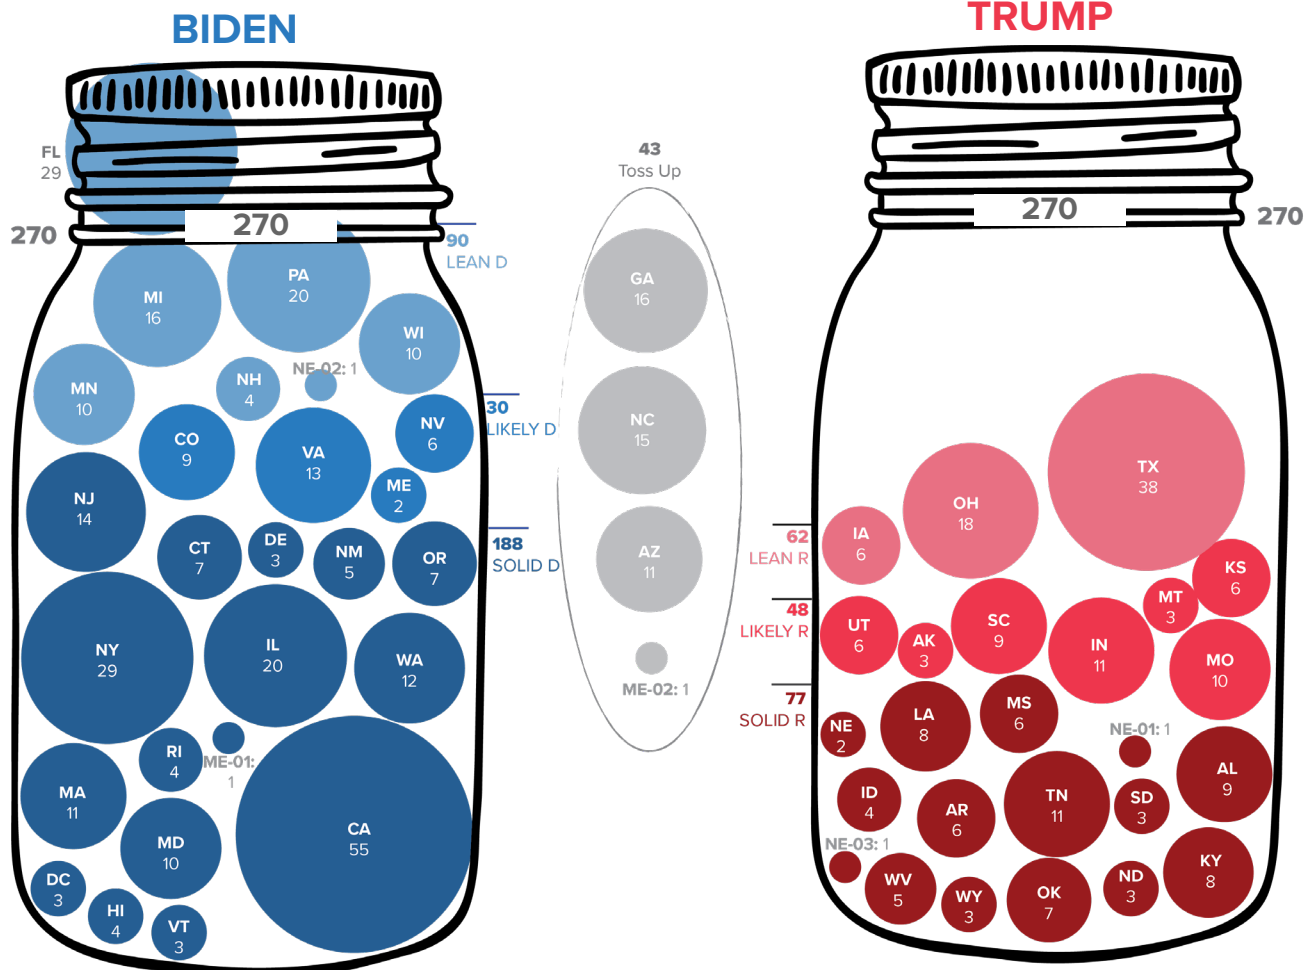 BIDEN
TRUMP
FL
29
270
270
90
LEAN D
MI
16
PA
20
WI
10
MN
10
NH
4
NE-02: 1
30
LIKELY D
CO
9
VA
13
NV
6
ME
2
NJ
14
188
SOLID D
CT
7
DE
3
NM
5
OR
7
NY
29
IL
20
WA
12
RI
4
ME-01:
1
MA
11
MD
10
CA
55
DC
3
HI
4
VT
3
43
Toss Up
GA
16
NC
15
AZ
11
ME-02: 1
270
270
TX
38
OH
18
IA
6
62
LEAN R
KS
6
MT
3
48
LIKELY R
UT
6
AK
3
SC
9
IN
11
MO
10
77
SOLID R
NE
2
LA
8
MS
6
NE-01: 1
AL
9
ID
4
AR
6
TN
11
SD
3
NE-03: 1
WV
5
WY
3
OK
7
ND
3
KY
8